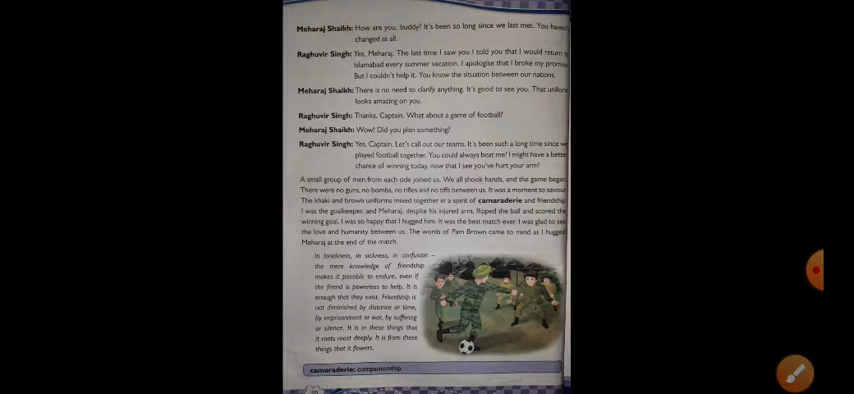 Meharaj Shaikh: How are you, buddy? It's been so long since we last met. You haven't
changed at all.
Raghuvir Singh: Yes, Meharaj. The last time I saw you I told you that I would return to
Islamabad every summer vacation. I apologise that I broke my promise.
But I couldn't help it. You know the situation between our nations.
Meharaj Shaikh: There is no need to clarify anything. It's good to see you. That uniform
looks amazing on you.
Raghuvir Singh: Thanks, Captain. What about a game of football?
Meharaj Shaikh: Wow! Did you plan something?
Raghuvir Singh: Yes, Captain. Let's call out our teams. It's been such a long time since we
played football together. You could always beat me! I might have a better
chance of winning today, now that I see you've hurt your arm!
A small group of men from each side joined us. We all shook hands, and the game began.
There were no guns, no bombs, no rifles and no tiffs between us. It was a moment to savour.
The khaki and brown uniforms mixed together in a spirit of camaraderie and friendship.
I was the goalkeeper, and Meharaj, despite his injured arm, flipped the ball and scored the
winning goal. I was so happy that I hugged him. It was the best match ever. I was glad to see
the love and humanity between us. The words of Pam Brown came to mind as I hugged
Meharaj at the end of the match.
In loneliness, in sickness, in confusion –
the mere knowledge of friendship
makes it possible to endure, even if
the friend is powerless to help. It is
enough that they exist. Friendship is
not diminished by distance or time,
by imprisonment or war, by suffering
or silence. It is in these things that
it roots most deeply. It is from these
things that it flowers.
camaraderie: companionship